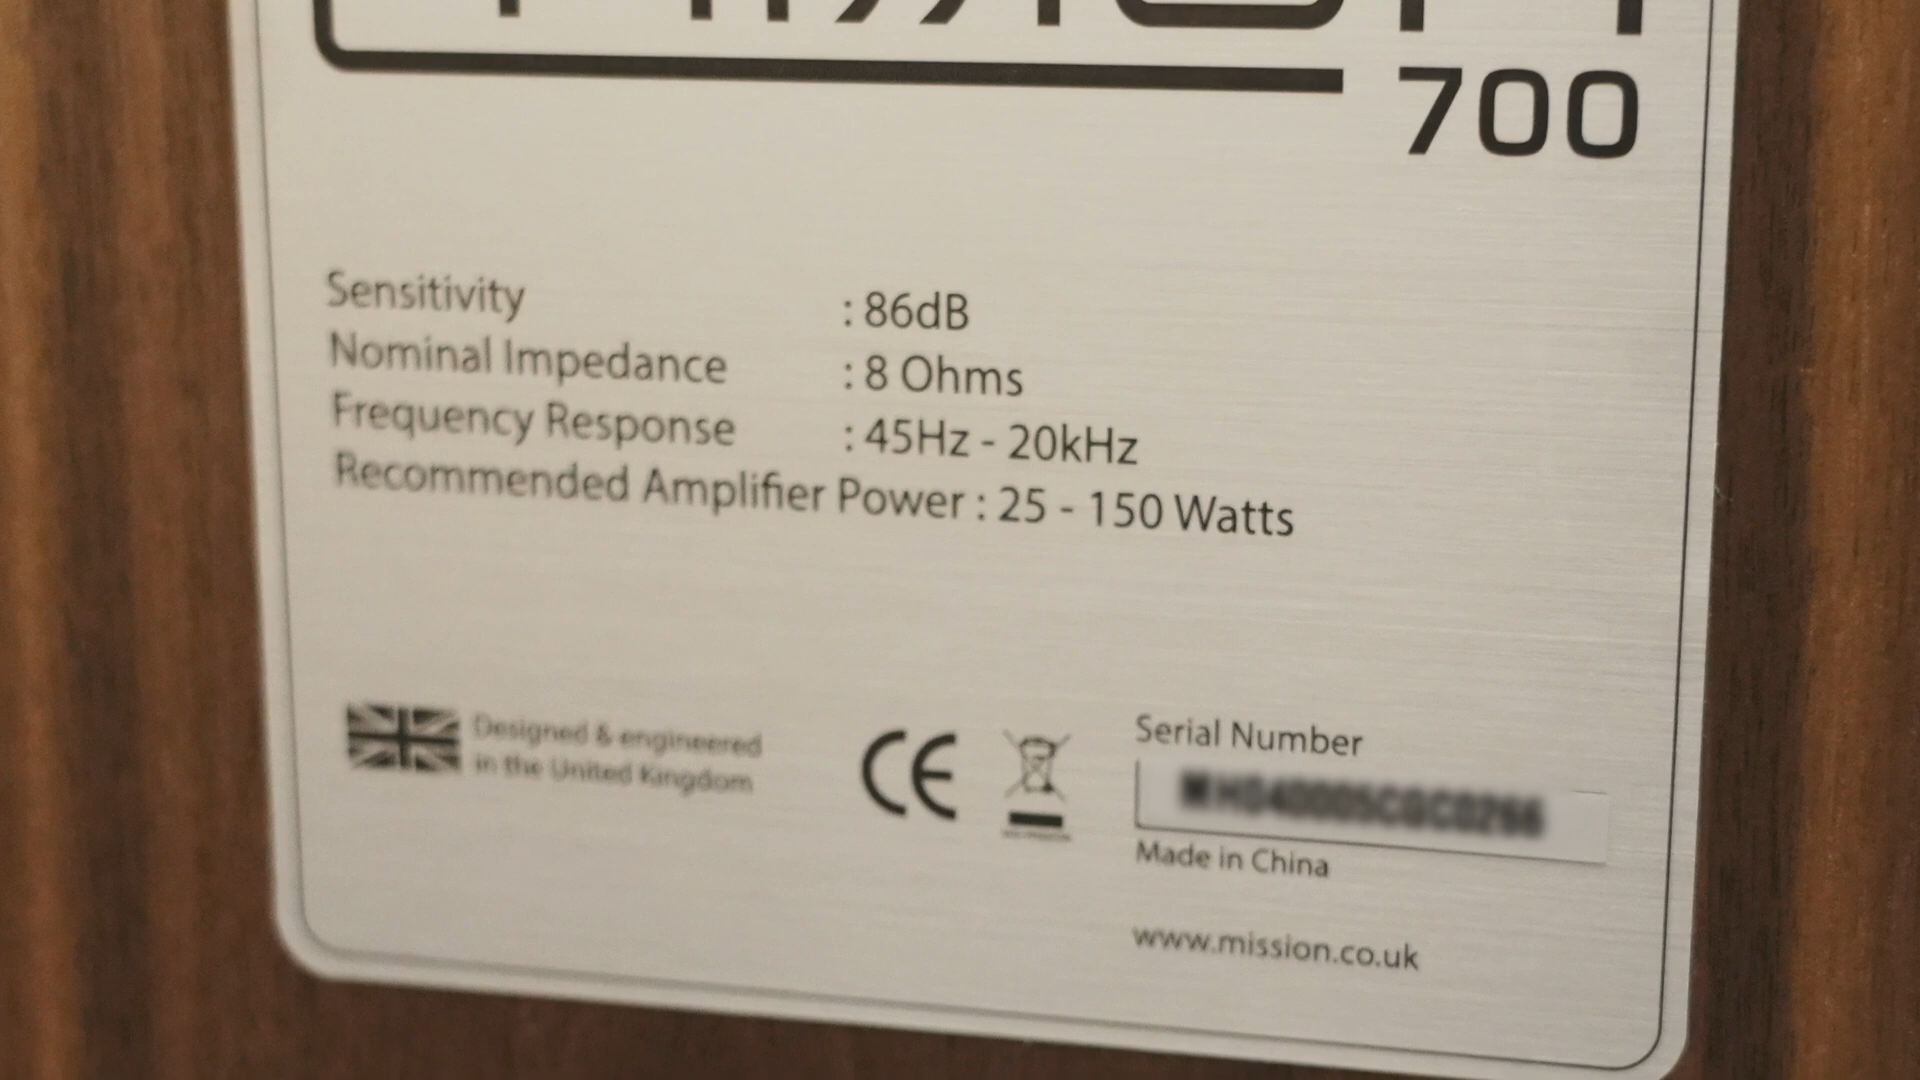 700
Sensitivity : 86dB
Nominal Impedance : 8 Ohms
Frequency Response : 45Hz - 20kHz
Recommended Amplifier Power : 25 - 150 Watts
Designed & engineered
in the United Kingdom
CE
Serial Number
Made in China
www.mission.co.uk